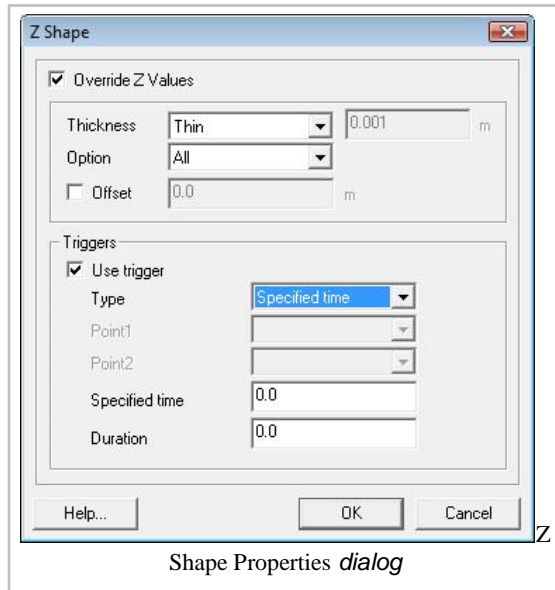 Z Shape
Override Z Values
Thickness Thin 0.001 m
Option All
Offset 0.0 m
Triggers
Use trigger
Type Specified time
Point1
Point2
Specified time 0.0
Duration 0.0
Help... OK Cancel
Z
Shape Properties dialog